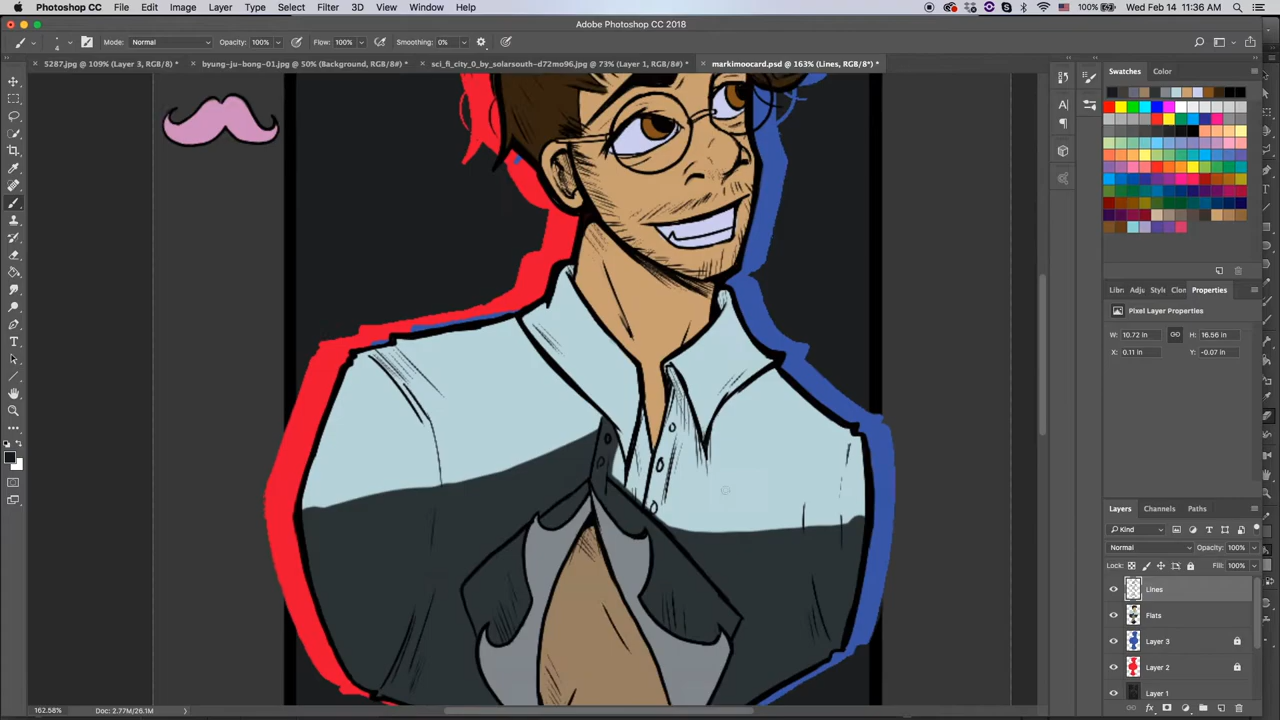 Photoshop CC File Edit Image Layer Type Select Filter 3D View Window Help 100% Wed Feb 14 11:36 AM
Adobe Photoshop CC 2018
4 Mode: Normal Opacity: 100% Flow: 100% Smoothing: 0%
5287.jpg @ 109% (Layer 3, RGB/8) * byung-ju-bong-01.jpg @ 50% (Background, RGB/8#) * sci_fi_city_0_by_solarsouth-d72mo96.jpg @ 73% (Layer 1, RGB/8#) * markimoocard.psd @ 163% (Lines, RGB/8*) *
Swatches Color
Libr Adju Style Clon Properties
Pixel Layer Properties
W: 10.72 in H: 16.56 in
X: 0.11 in Y: -0.07 in
Layers Channels Paths
Kind
Normal Opacity: 100%
Lock: Fill: 100%
Lines
Flats
Layer 3
Layer 2
Layer 1
162.58% Doc: 2.77M/26.1M